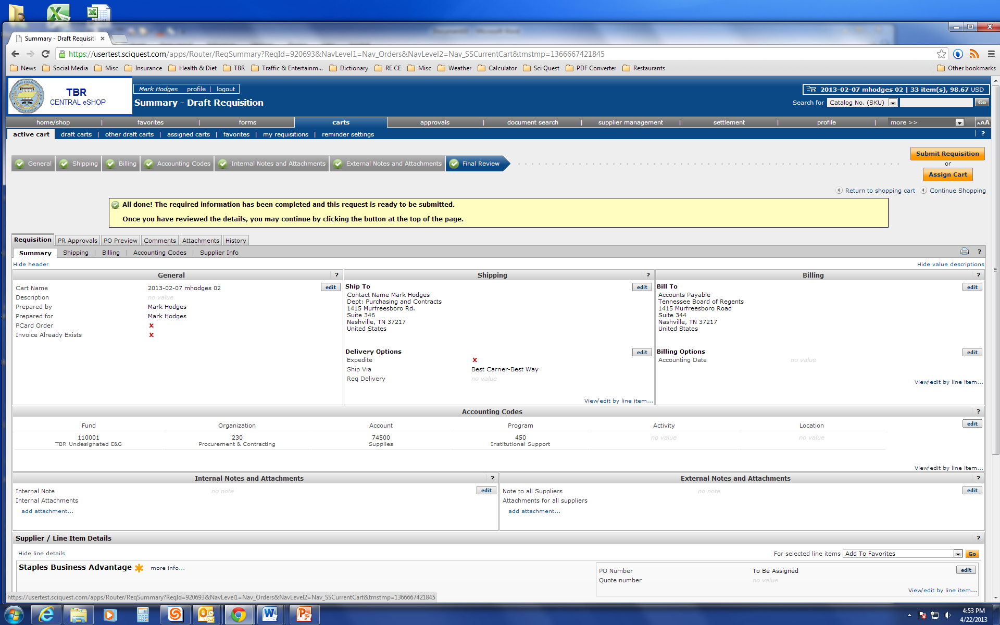 Summary - Draft Requisiti
https://usertest.sciquest.com/apps/Router/ReqSummary?ReqId=920693&NavLevel1=Nav_Orders&NavLevel2=Nav_SSCurrentCart&tmstmp=1366667421845
News Social Media Misc Insurance Health & Diet TBR Traffic & Entertainm... Dictionary RE CE Misc Weather Calculator Sci Quest PDF Converter Restaurants Other bookmarks
TBR
CENTRAL eSHOP
Mark Hodges profile | logout
2013-02-07 mhodges 02 | 33 item(s), 98.67 USD
Summary - Draft Requisition
Search for Catalog No. (SKU) Go
home/shop | favorites | forms carts approvals | document search | supplier management | settlement | profile | more >> AAA
active cart draft carts | other draft carts | assigned carts | favorites | my requisitions | reminder settings | ?
General Shipping Billing Accounting Codes Internal Notes and Attachments External Notes and Attachments Final Review
Submit Requisition
or
Assign Cart
Return to shopping cart Continue Shopping
All done! The required information has been completed and this request is ready to be submitted.
Once you have reviewed the details, you may continue by clicking the button at the top of the page.
Requisition PR Approvals PO Preview Comments Attachments History
Summary Shipping | Billing | Accounting Codes | Supplier Info ?
Hide header Hide value descriptions
General ?
Cart Name 2013-02-07 mhodges 02 edit
Description no value
Prepared by Mark Hodges
Prepared for Mark Hodges
PCard Order x
Invoice Already Exists x
Shipping ?
Ship To edit
Contact Name Mark Hodges
Dept: Purchasing and Contracts
1415 Murfreesboro Rd.
Suite 346
Nashville, TN 37217
United States
Delivery Options edit
Expedite x
Ship Via Best Carrier-Best Way
Req Delivery no value
View/edit by line item...
Billing ?
Bill To edit
Accounts Payable
Tennessee Board of Regents
1415 Murfreesboro Road
Suite 344
Nashville, TN 37217
United States
Billing Options edit
Accounting Date no value
View/edit by line item...
Accounting Codes ?
Fund Organization Account Program Activity Location edit
110001 230 74500 450 no value no value
TBR Undesignated E&G Procurement & Contracting Supplies Institutional Support
View/edit by line item...
Internal Notes and Attachments ?
Internal Note no note edit
Internal Attachments
add attachment...
External Notes and Attachments ?
Note to all Suppliers no note edit
Attachments for all suppliers
add attachment...
Supplier / Line Item Details ?
Hide line details For selected line items Add To Favorites Go
Staples Business Advantage more info...
PO Number To Be Assigned edit
Quote number no value
View/edit by line item...
https://usertest.sciquest.com/apps/Router/ReqSummary?ReqId=920693&NavLevel1=Nav_Orders&NavLevel2=Nav_SSCurrentCart&tmstmp=1366667421845
4:53 PM
4/22/2013